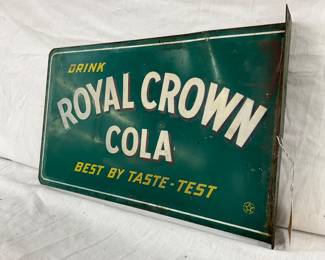 DRINK
ROYAL CROWN
COLA
BEST BY TASTE-TEST